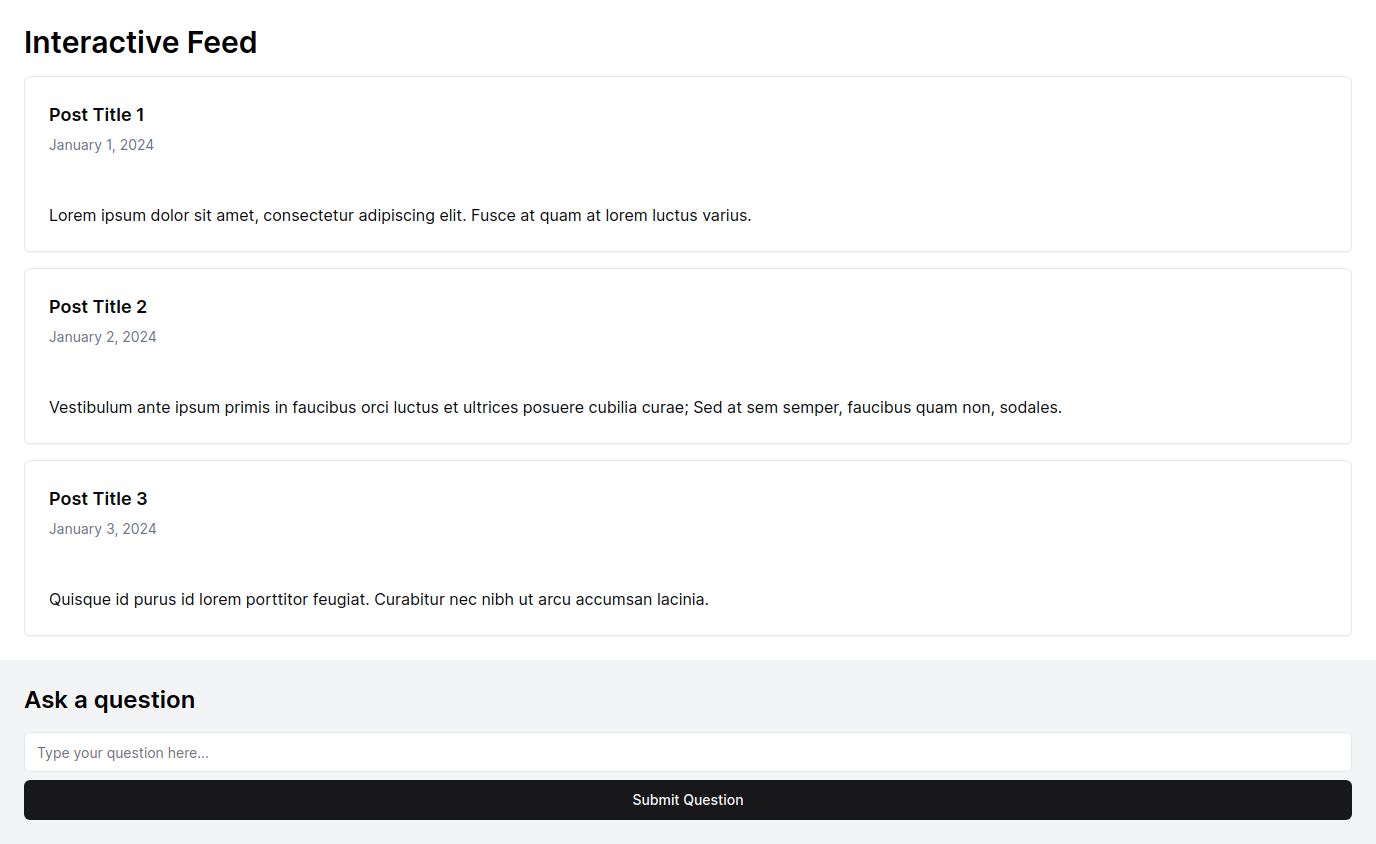 Interactive Feed
Post Title 1
January 1, 2024
Lorem ipsum dolor sit amet, consectetur adipiscing elit. Fusce at quam at lorem luctus varius.
Post Title 2
January 2, 2024
Vestibulum ante ipsum primis in faucibus orci luctus et ultrices posuere cubilia curae; Sed at sem semper, faucibus quam non, sodales.
Post Title 3
January 3, 2024
Quisque id purus id lorem porttitor feugiat. Curabitur nec nibh ut arcu accumsan lacinia.
Ask a question
Type your question here...
Submit Question